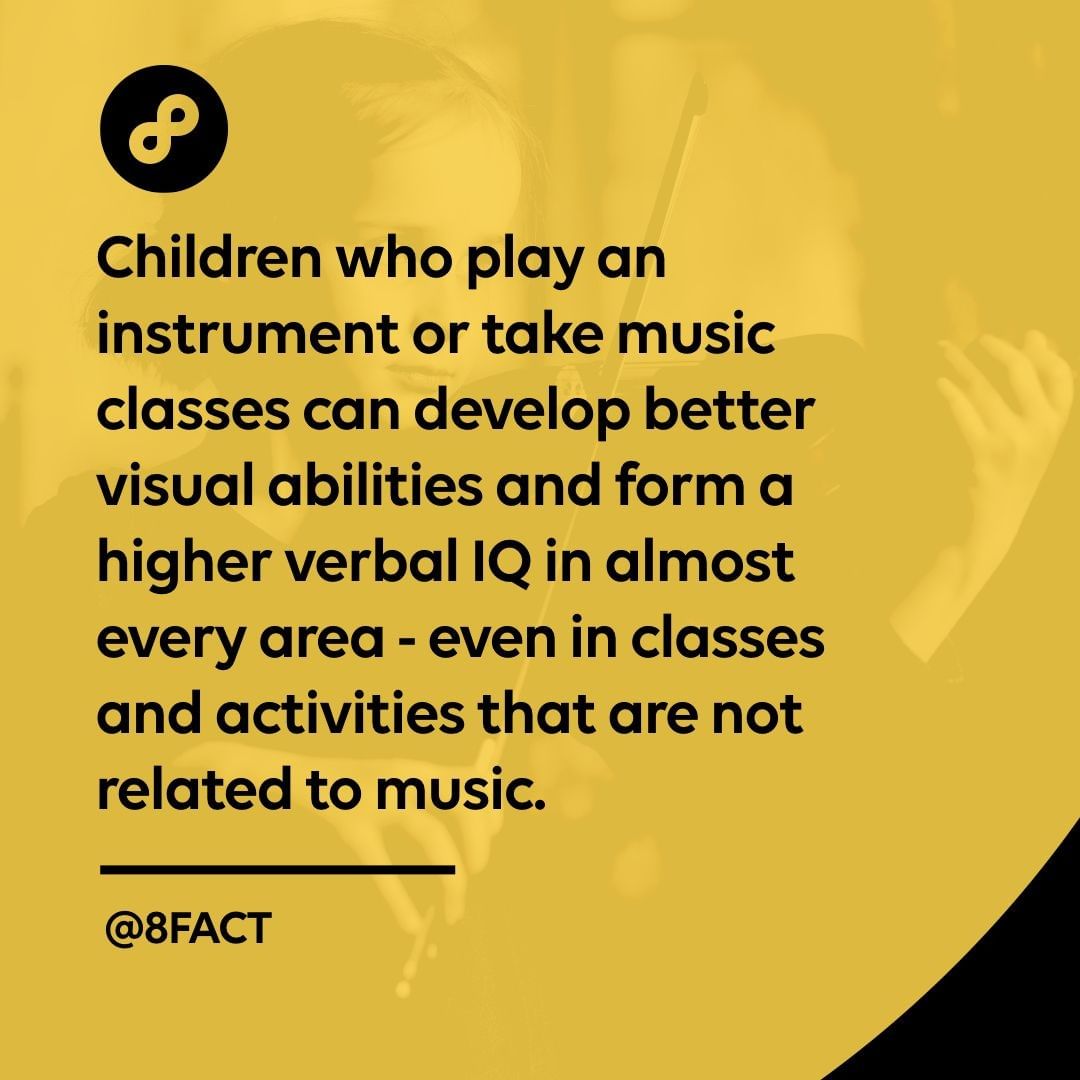 Children who play an
instrument or take music
classes can develop better
visual abilities and form a
higher verbal IQ in almost
every area - even in classes
and activities that are not
related to music.
@8FACT